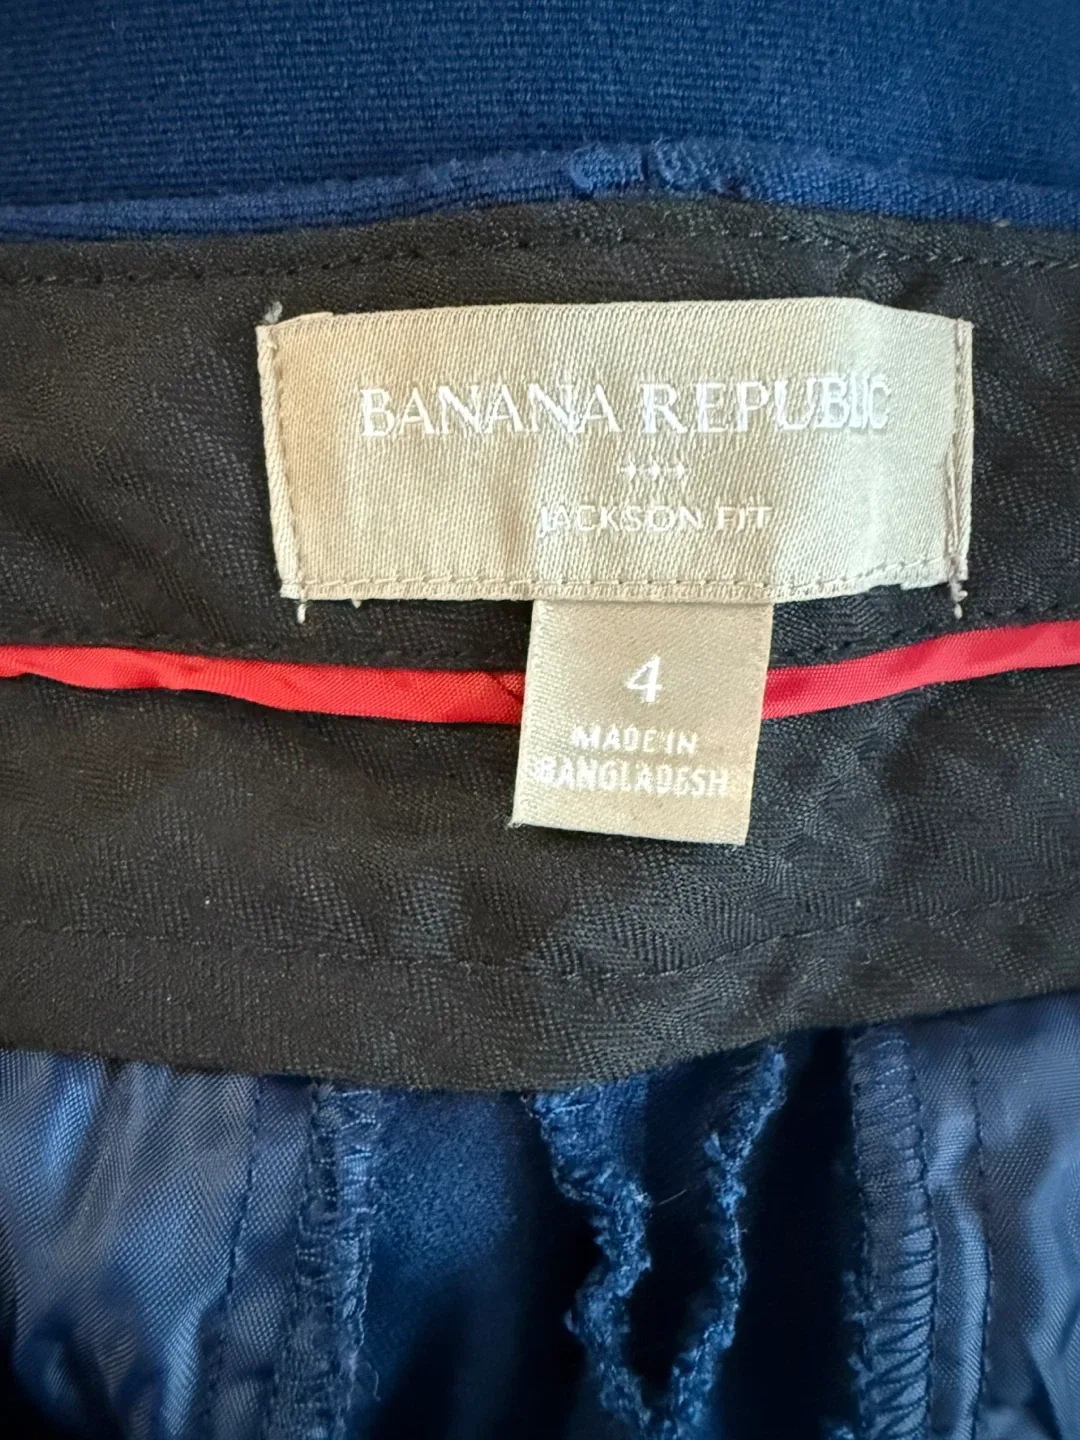 BANANA REPUBLIC
JACKSON FIT
4
MADE IN
BANGLADESH